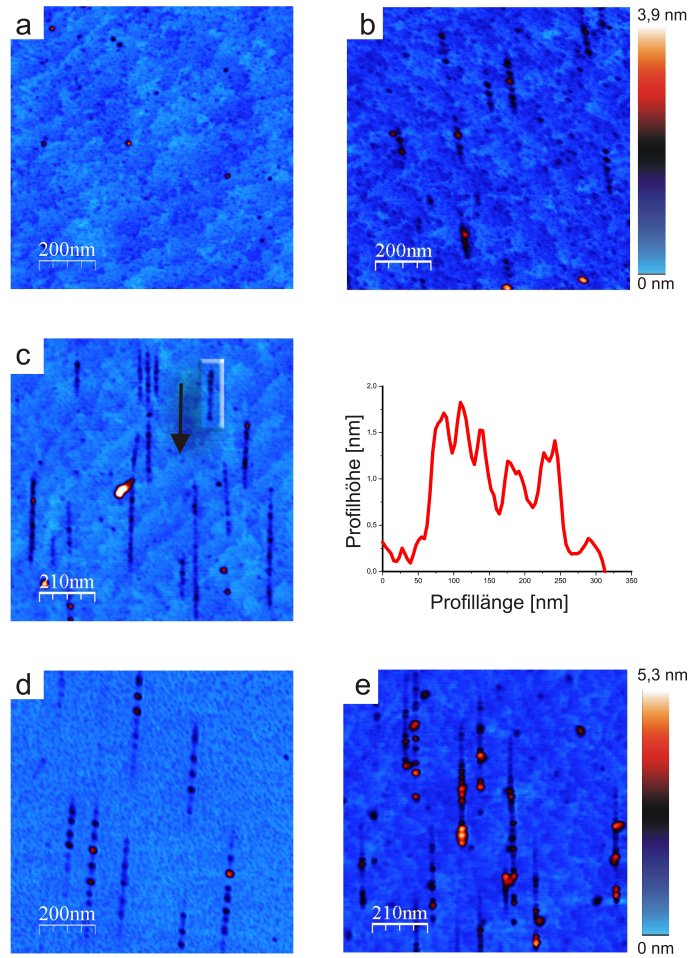 a
200nm
b
200nm
3,9 nm
0 nm
c
210nm
Profilhöhe [nm]
2,0
1,5
1,0
0,5
0,0
0
50
100
150
200
250
300
350
Profillänge [nm]
d
200nm
e
210nm
5,3 nm
0 nm